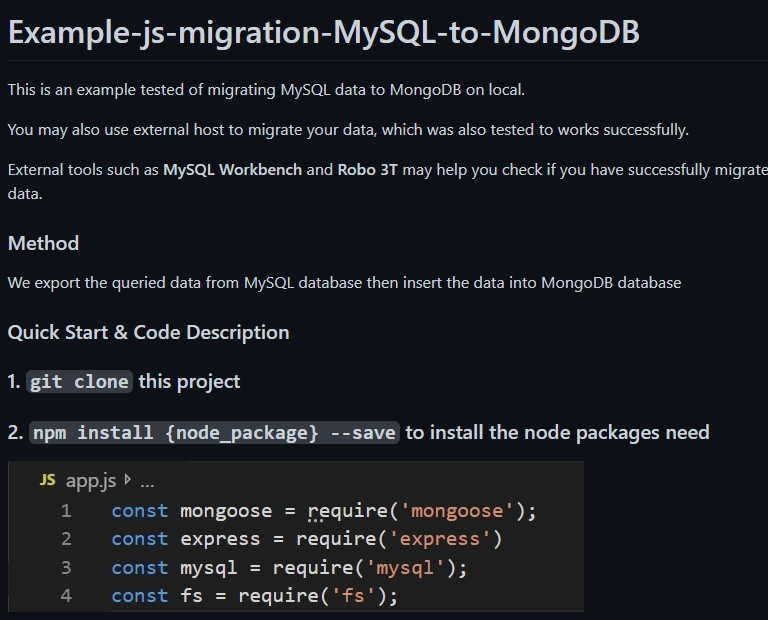 Example-js-migration-MySQL-to-MongoDB
This is an example tested of migrating MySQL data to MongoDB on local.
You may also use external host to migrate your data, which was also tested to works successfully.
External tools such as MySQL Workbench and Robo 3T may help you check if you have successfully migrate
data.
Method
We export the queried data from MySQL database then insert the data into MongoDB database
Quick Start & Code Description
1. git clone this project
2. npm install {node_package} --save to install the node packages need
JS app.js ▷ ...
1 const mongoose = require('mongoose');
2 const express = require('express')
3 const mysql = require('mysql');
4 const fs = require('fs');